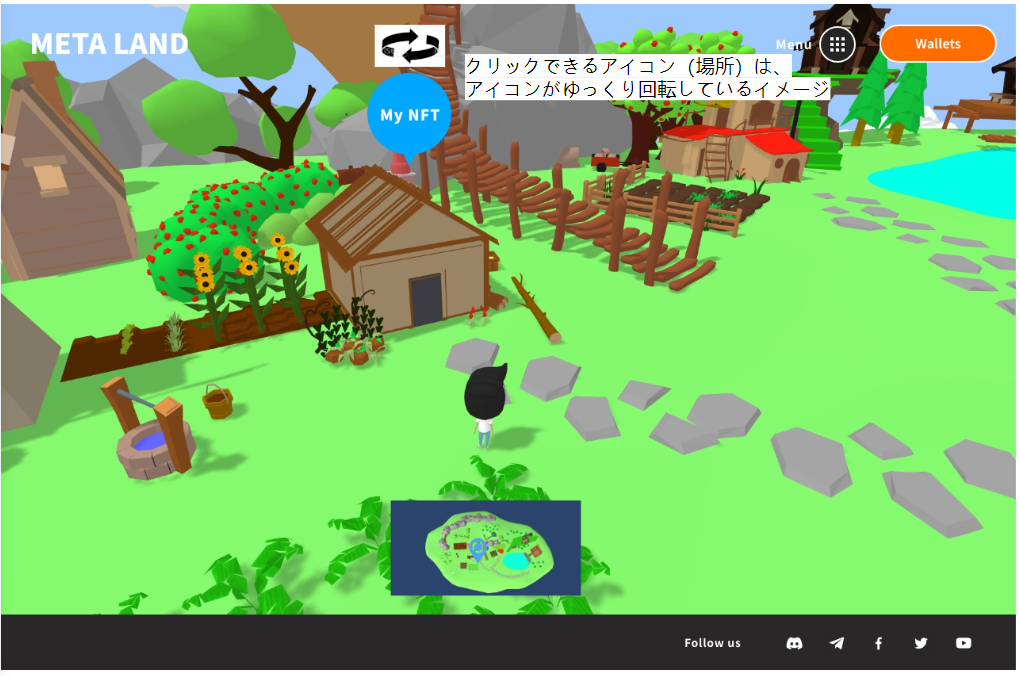 META LAND
Menu
Wallets
クリックできるアイコン（場所）は、
アイコンがゆっくり回転しているイメージ
My NFT
Follow us